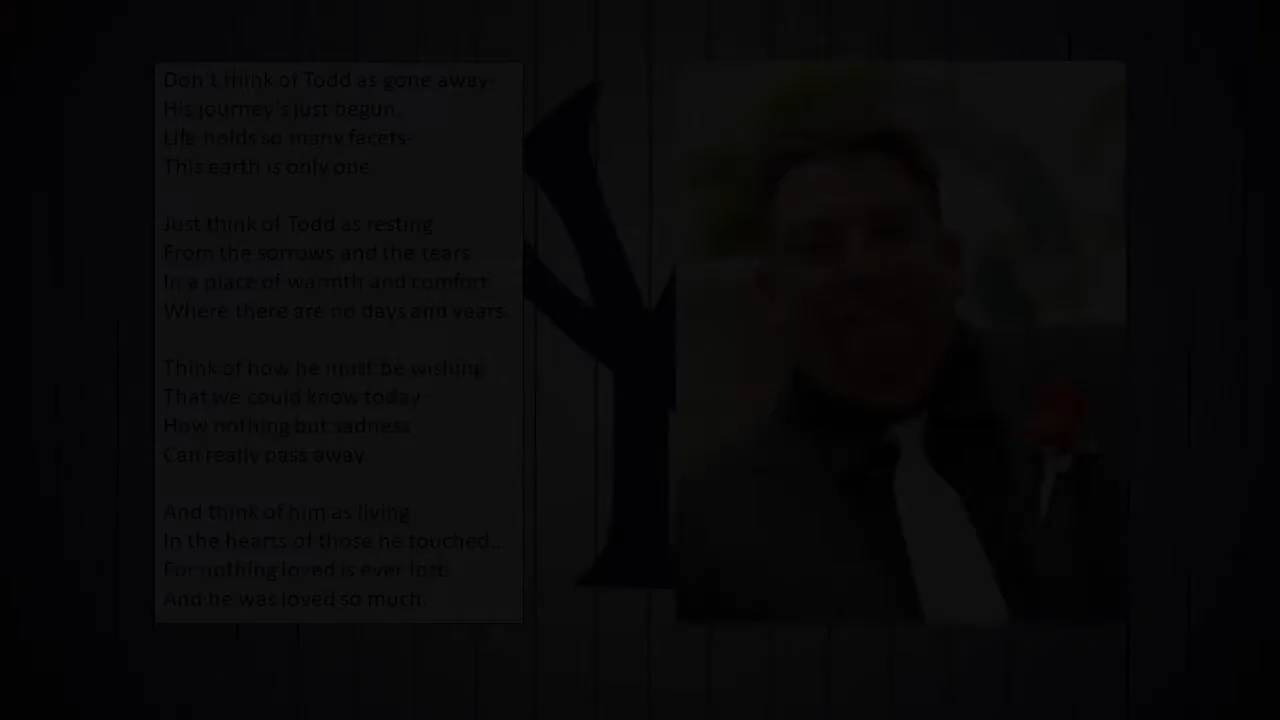 Don't think of Todd as gone away-
His journey's just begun.
Life holds so many facets-
This earth is only one.
Just think of Todd as resting
From the sorrows and the tears
In a place of warmth and comfort
Where there are no days and years.
Think of how he must be wishing
That we could know today
How nothing but sadness
Can really pass away.
And think of him as living
In the hearts of those he touched...
For nothing loved is ever lost-
And he was loved so much.